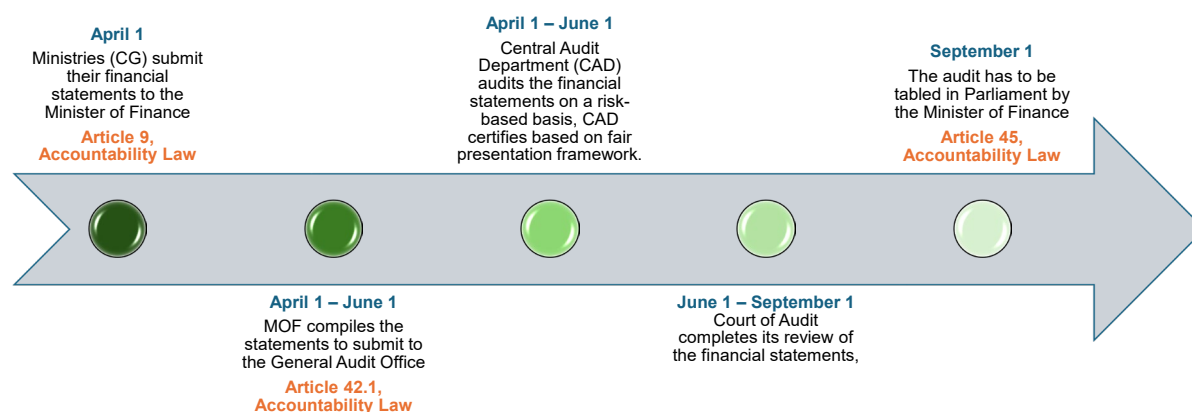 April 1
Ministries (CG) submit
their financial
statements to the
Minister of Finance
Article 9,
Accountability Law
April 1 – June 1
MOF compiles the
statements to submit to
the General Audit Office
Article 42.1,
Accountability Law
April 1 – June 1
Central Audit
Department (CAD)
audits the financial
statements on a risk-
based basis, CAD
certifies based on fair
presentation framework.
June 1 – September 1
Court of Audit
completes its review of
the financial statements,
September 1
The audit has to be
tabled in Parliament by
the Minister of Finance
Article 45,
Accountability Law